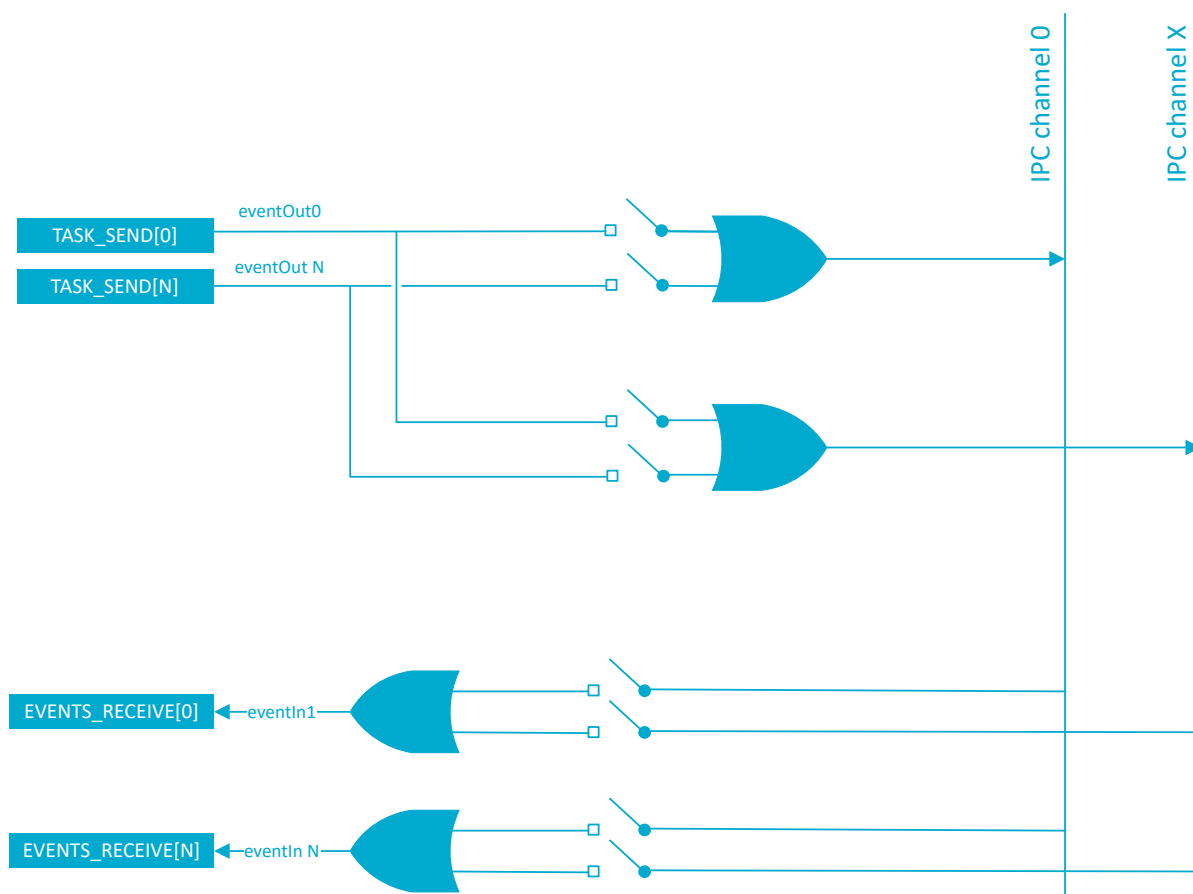 IPC channel 0
IPC channel X
eventOut0
TASK_SEND[0]
eventOut N
TASK_SEND[N]
EVENTS_RECEIVE[0]
eventIn1
EVENTS_RECEIVE[N]
eventIn N